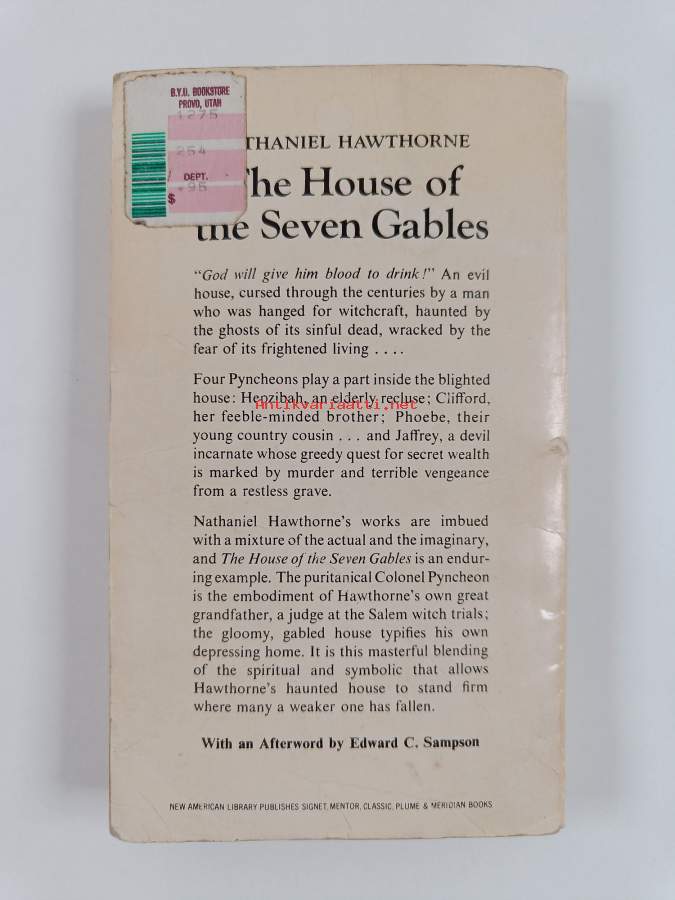 B.Y.U. BOOKSTORE
PROVO, UTAH
1275
254
DEPT.
.95
$
THANIEL HAWTHORNE
The House of
the Seven Gables
“God will give him blood to drink!” An evil
house, cursed through the centuries by a man
who was hanged for witchcraft, haunted by
the ghosts of its sinful dead, wracked by the
fear of its frightened living . . . .
Four Pyncheons play a part inside the blighted
house: Hepzibah, an elderly recluse; Clifford,
Antikvariaatti.net
her feeble-minded brother; Phoebe, their
young country cousin . . . and Jaffrey, a devil
incarnate whose greedy quest for secret wealth
is marked by murder and terrible vengeance
from a restless grave.
Nathaniel Hawthorne's works are imbued
with a mixture of the actual and the imaginary,
and The House of the Seven Gables is an endur-
ing example. The puritanical Colonel Pyncheon
is the embodiment of Hawthorne's own great
grandfather, a judge at the Salem witch trials;
the gloomy, gabled house typifies his own
depressing home. It is this masterful blending
of the spiritual and symbolic that allows
Hawthorne's haunted house to stand firm
where many a weaker one has fallen.
With an Afterword by Edward C. Sampson
NEW AMERICAN LIBRARY PUBLISHES SIGNET, MENTOR, CLASSIC, PLUME & MERIDIAN BOOKS